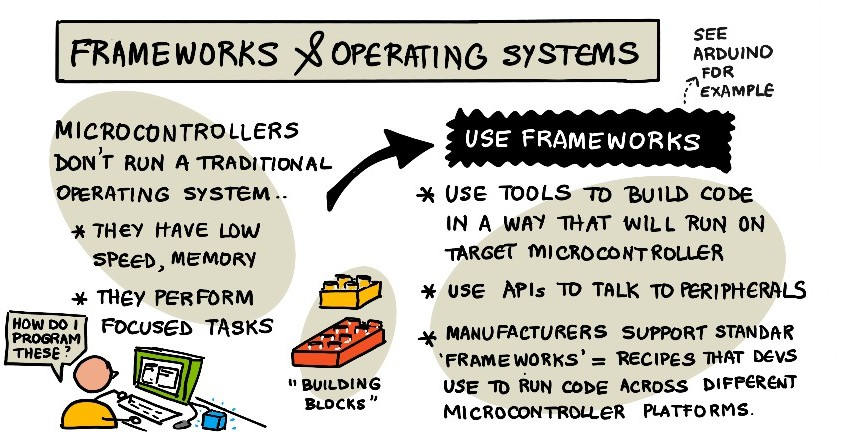 FRAMEWORKS & OPERATING SYSTEMS
SEE
ARDUINO
FOR
EXAMPLE
MICROCONTROLLERS
DON'T RUN A TRADITIONAL
OPERATING SYSTEM..
* THEY HAVE LOW
SPEED, MEMORY
* THEY PERFORM
FOCUSED TASKS
HOW DO I
PROGRAM
THESE?
"BUILDING
BLOCKS"
USE FRAMEWORKS
* USE TOOLS TO BUILD CODE
IN A WAY THAT WILL RUN ON
TARGET MICROCONTROLLER
* USE APIs TO TALK TO PERIPHERALS
* MANUFACTURERS SUPPORT STANDAR
'FRAMEWORKS' = RECIPES THAT DEVS
USE TO RUN CODE ACROSS DIFFERENT
MICROCONTROLLER PLATFORMS.